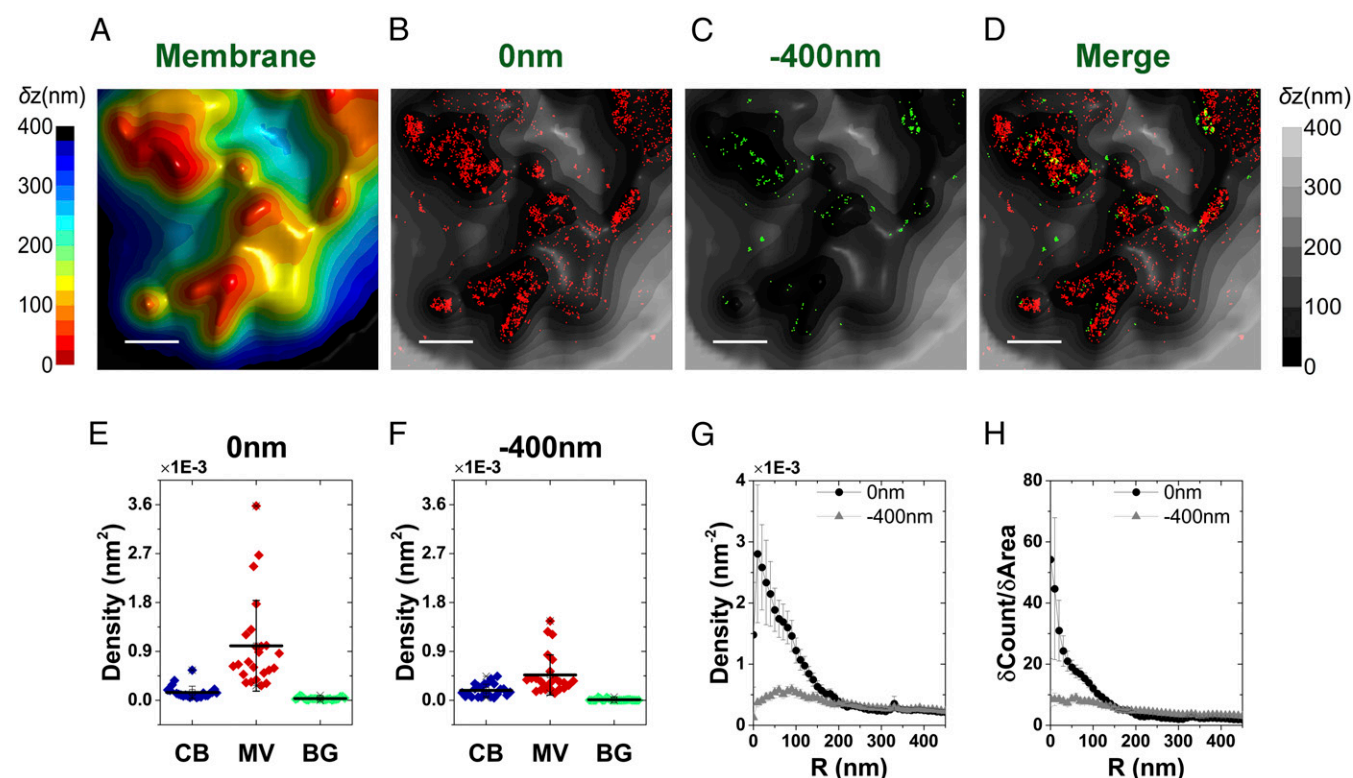 A B C D
Membrane 0nm -400nm Merge
δz(nm) δz(nm)
400 400
300 300
200 200
100 100
0 0
E F G H
0nm -400nm
×1E-3 ×1E-3 ×1E-3
Density (nm²)
3.6
2.7
1.8
0.9
0.0
CB MV BG
Density (nm²)
3.6
2.7
1.8
0.9
0.0
CB MV BG
Density (nm⁻²)
4
3
2
1
0
0nm
-400nm
0 100 200 300 400
R (nm)
δCount/δArea
80
60
40
20
0
0nm
-400nm
0 100 200 300 400
R (nm)